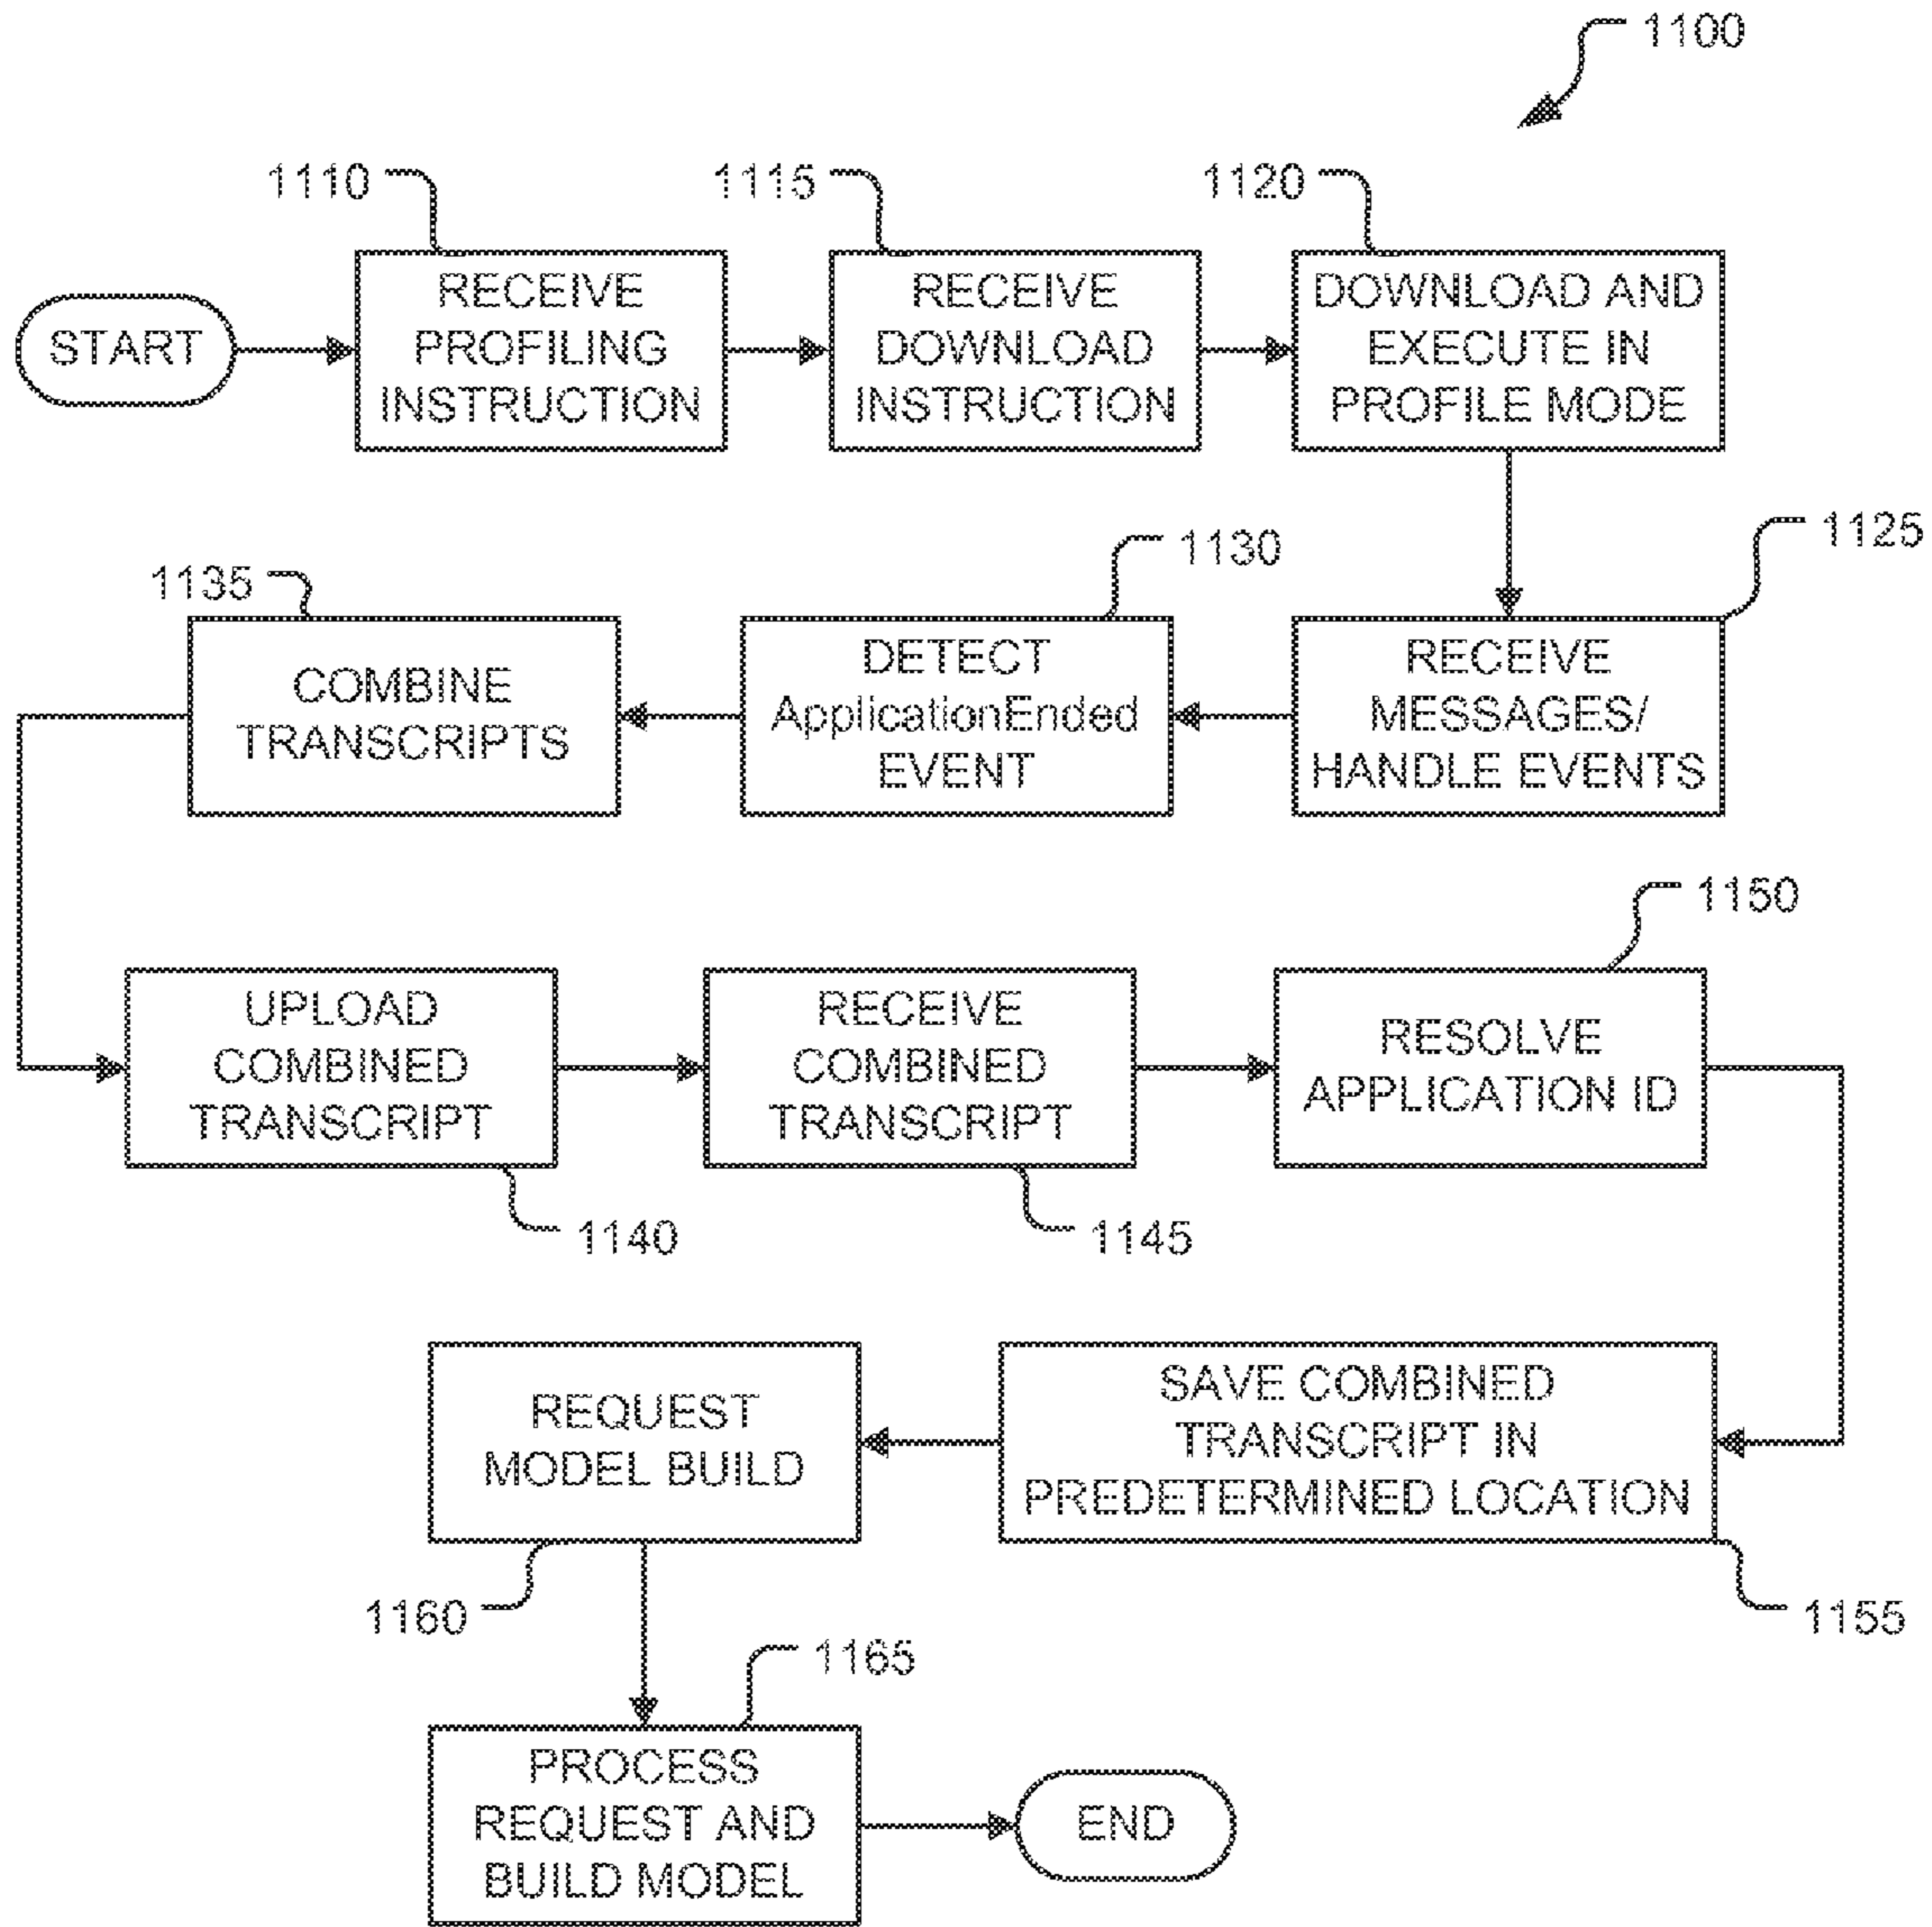 1100
1110
1115
1120
START
RECEIVE
PROFILING
INSTRUCTION
RECEIVE
DOWNLOAD
INSTRUCTION
DOWNLOAD AND
EXECUTE IN
PROFILE MODE
1125
1130
1135
RECEIVE
MESSAGES/
HANDLE EVENTS
DETECT
ApplicationEnded
EVENT
COMBINE
TRANSCRIPTS
1150
UPLOAD
COMBINED
TRANSCRIPT
RECEIVE
COMBINED
TRANSCRIPT
RESOLVE
APPLICATION ID
1140
1145
SAVE COMBINED
TRANSCRIPT IN
PREDETERMINED LOCATION
REQUEST
MODEL BUILD
1160
1155
1165
PROCESS
REQUEST AND
BUILD MODEL
END